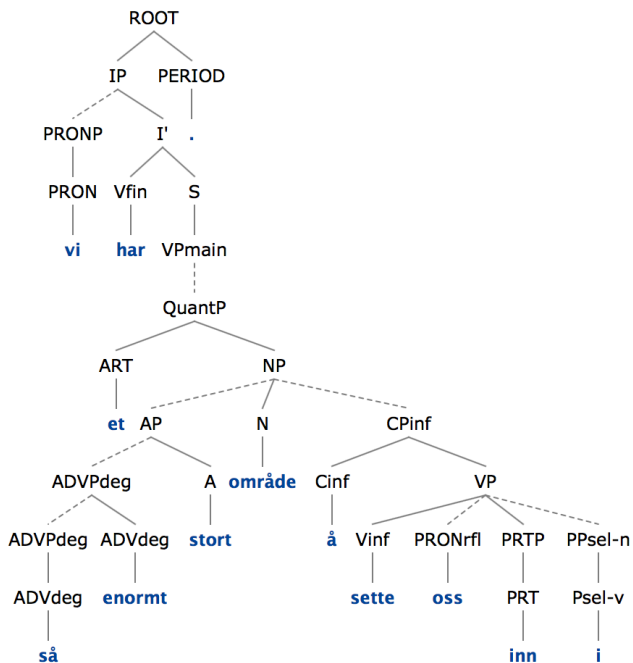 ROOT
IP PERIOD
PRONP I' .
PRON Vfin S
vi har VPmain
QuantP
ART NP
et AP N CPinf
ADVPdeg A område Cinf VP
ADVPdeg ADVdeg stort å Vinf PRONrfl PRTP PPsel-n
ADVdeg enormt sette oss PRT Psel-v
så inn i